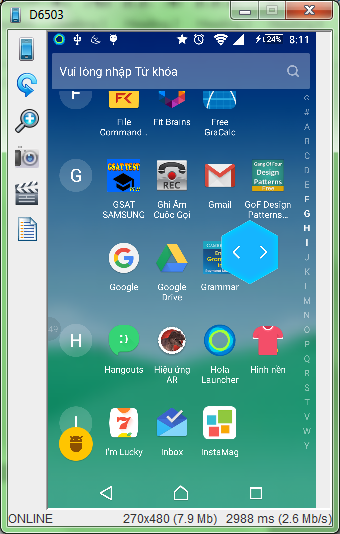 D6503
24% 8:11
Vui lòng nhập Từ khóa
F
File
Command...
Fit Brains
Free
GraCalc
G
GSAT TEST
REC
Gang Of Four
Design
Patterns
Free
GSAT
SAMSUNG
Ghi Âm
Cuộc Gọi
Gmail
GoF Design
Patterns...
Google
Google
Drive
Grammar
H
Hangouts
Hiệu ứng
AR
Hola
Launcher
Hình nền
I
7
I'm Lucky
Inbox
InstaMag
#
A
B
C
D
E
F
G
H
I
J
K
L
M
N
O
P
Q
R
S
T
U
V
W
Y
ONLINE 270x480 (7.9 Mb) 2988 ms (2.6 Mb/s)